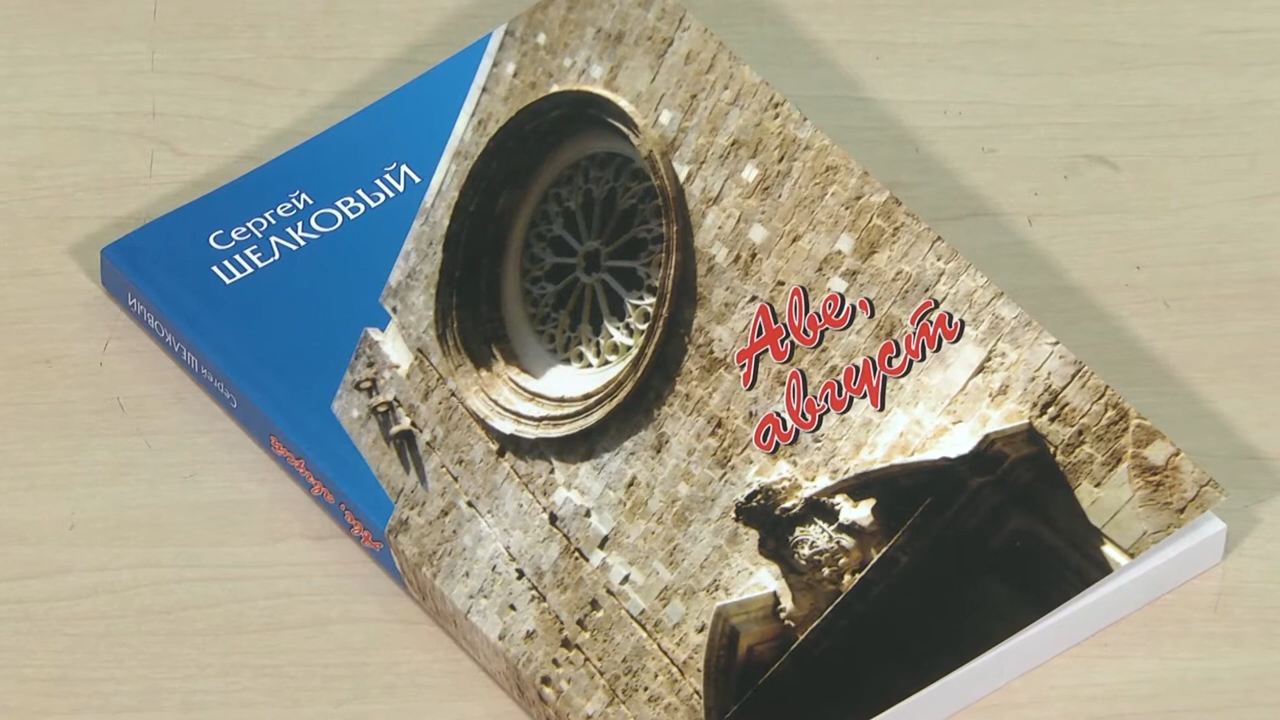 Сергей
ШЕЛКОВЫЙ
Аве,
август
Сергей ШЕЛКОВЫЙ
Аве, август